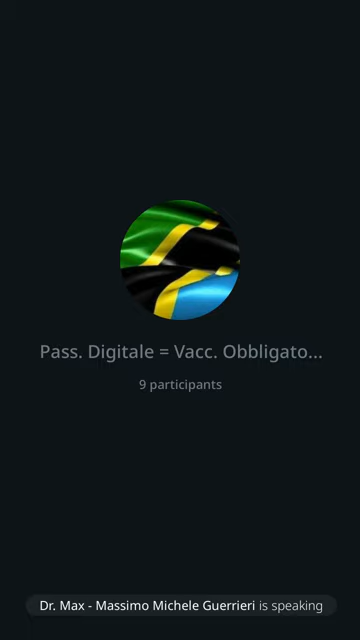 Pass. Digitale = Vacc. Obbligato...
9 participants
Dr. Max - Massimo Michele Guerrieri is speaking